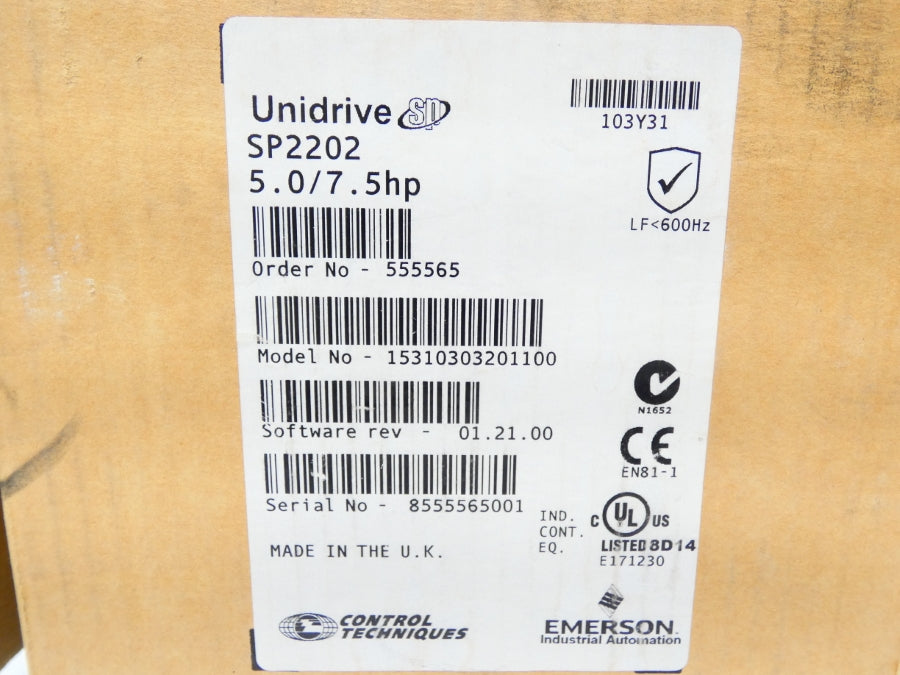 Unidrive SP
SP2202
5.0/7.5hp
103Y31
LF<600Hz
Order No - 555565
Model No - 15310303201100
Software rev - 01.21.00
Serial No - 8555565001
MADE IN THE U.K.
N1652
CE
EN81-1
IND.
CONT.
EQ.
C UL US
LISTED 8D14
E171230
CONTROL
TECHNIQUES
EMERSON
Industrial Automation